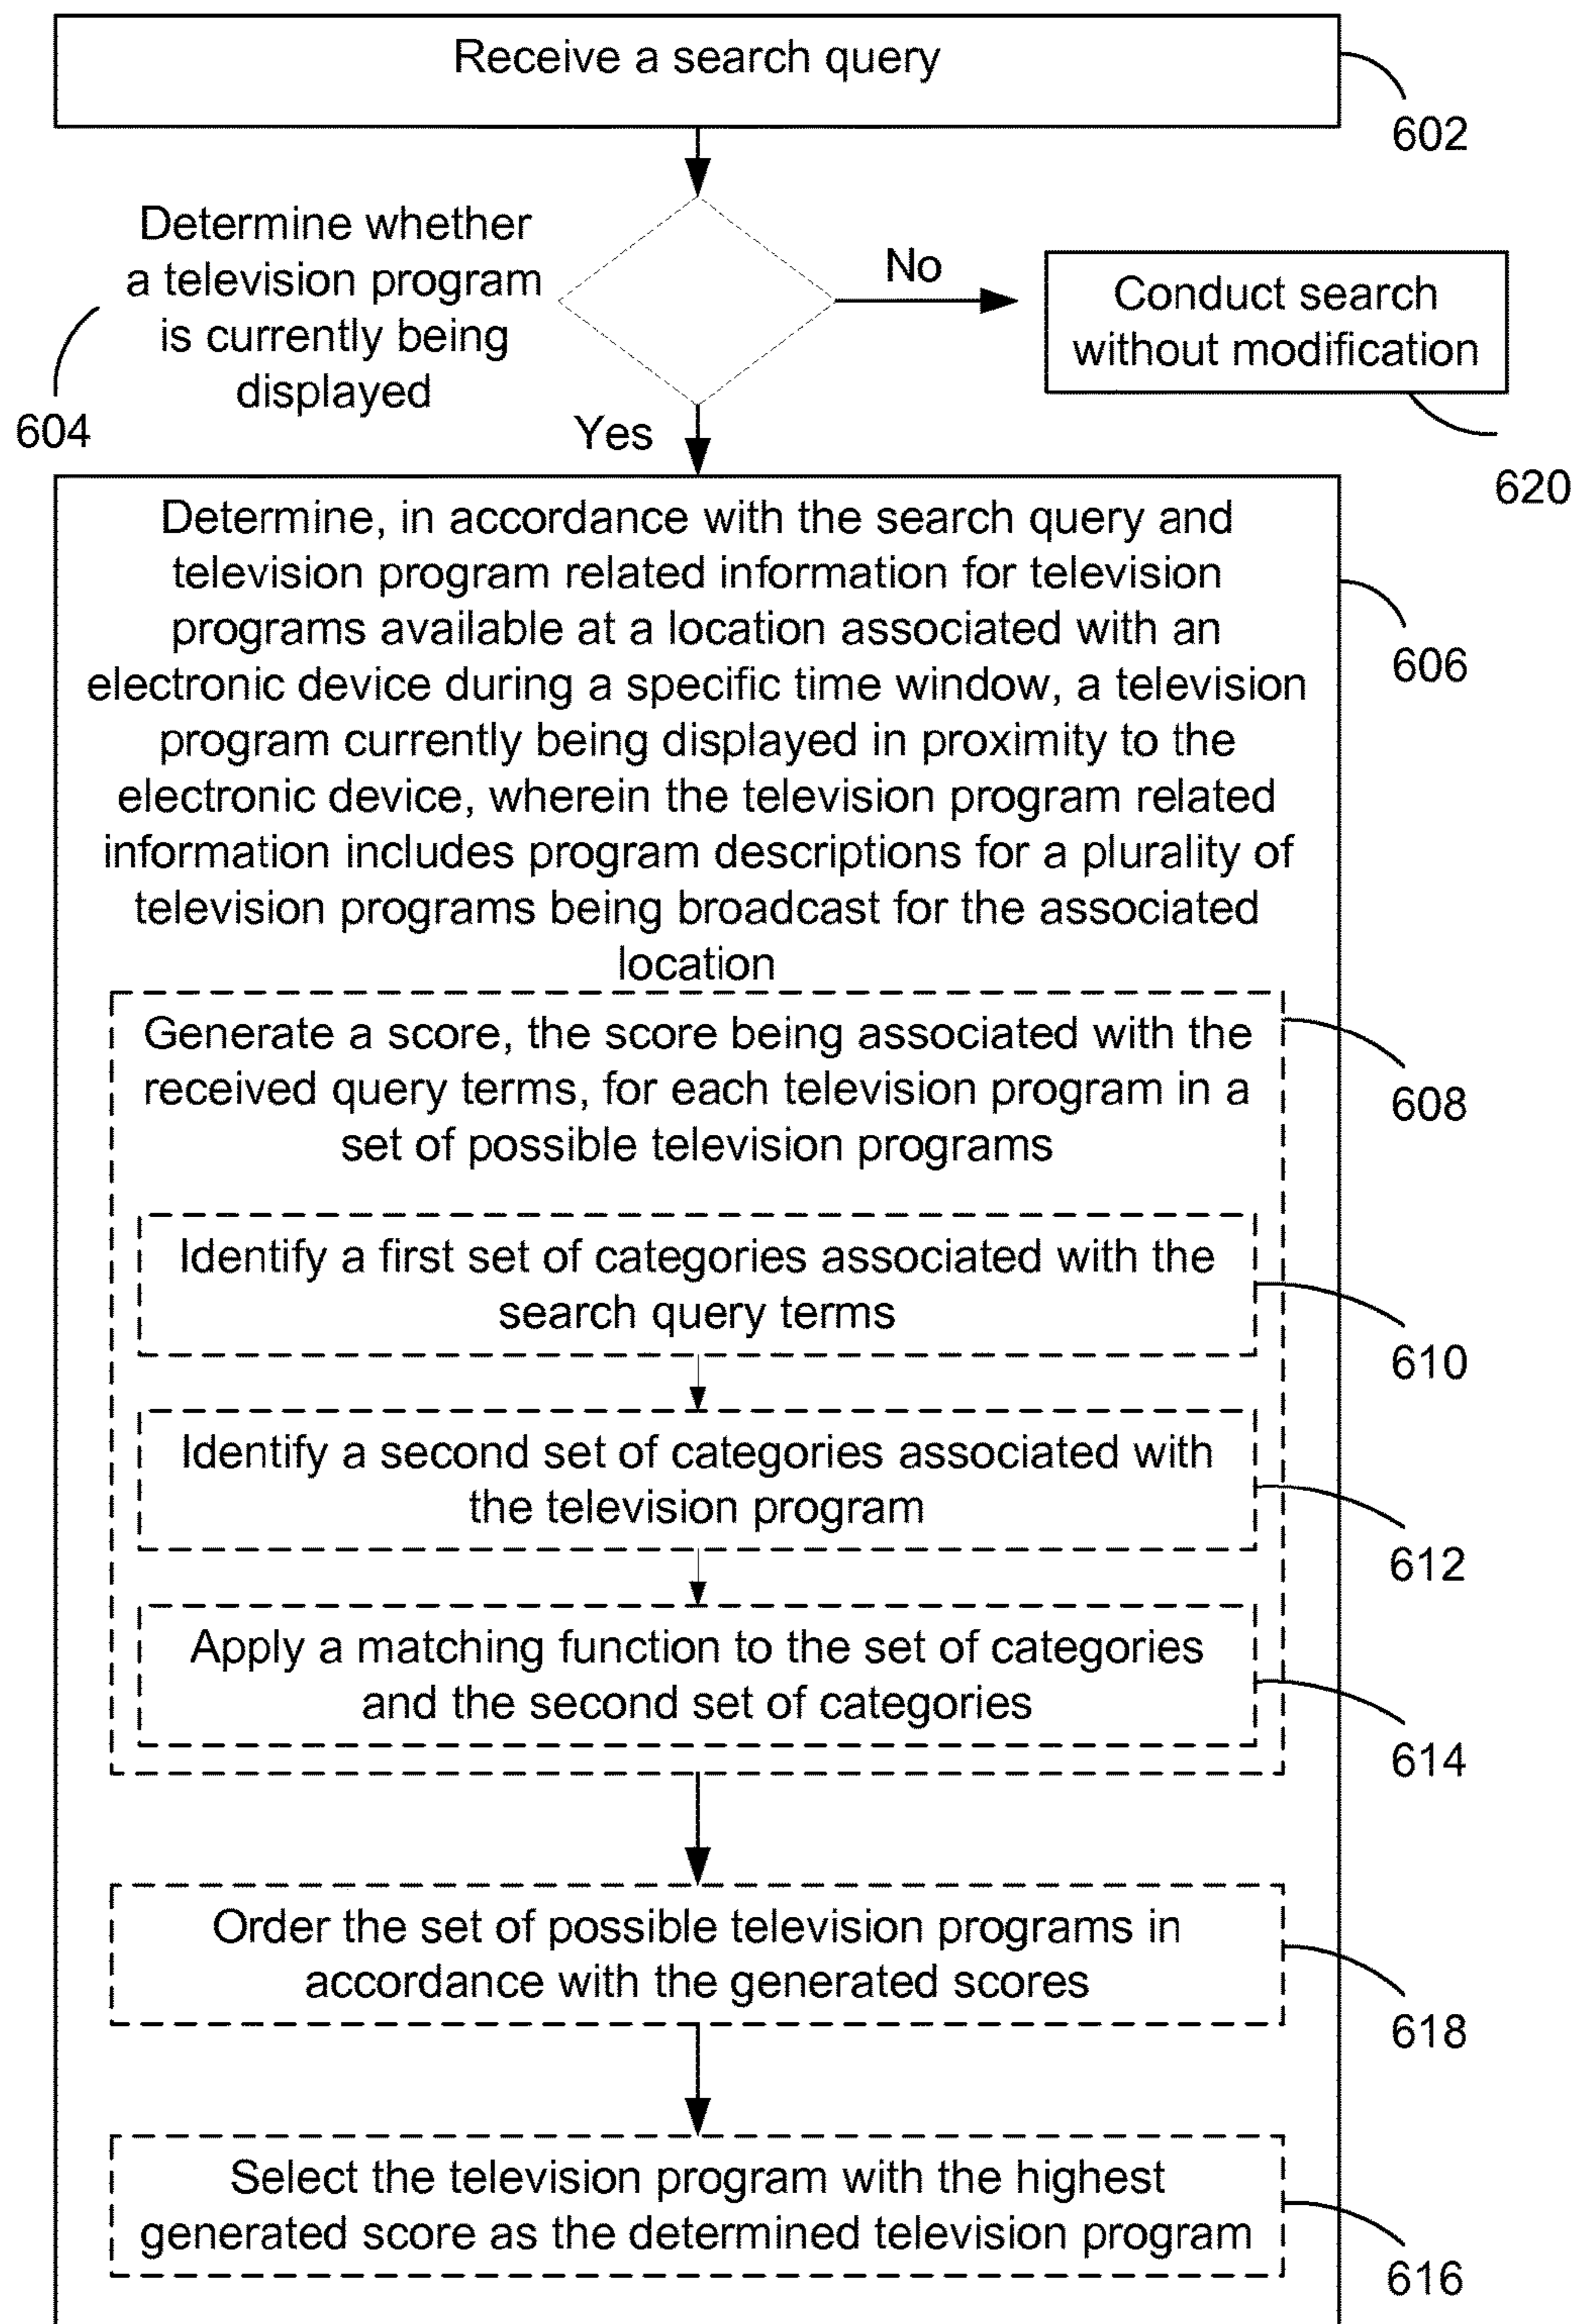 Receive a search query
602
Determine whether
a television program
is currently being
displayed
604
No
Conduct search
without modification
620
Yes
Determine, in accordance with the search query and
television program related information for television
programs available at a location associated with an
electronic device during a specific time window, a television
program currently being displayed in proximity to the
electronic device, wherein the television program related
information includes program descriptions for a plurality of
television programs being broadcast for the associated
location
606
Generate a score, the score being associated with the
received query terms, for each television program in a
set of possible television programs
608
Identify a first set of categories associated with the
search query terms
610
Identify a second set of categories associated with
the television program
612
Apply a matching function to the set of categories
and the second set of categories
614
Order the set of possible television programs in
accordance with the generated scores
618
Select the television program with the highest
generated score as the determined television program
616